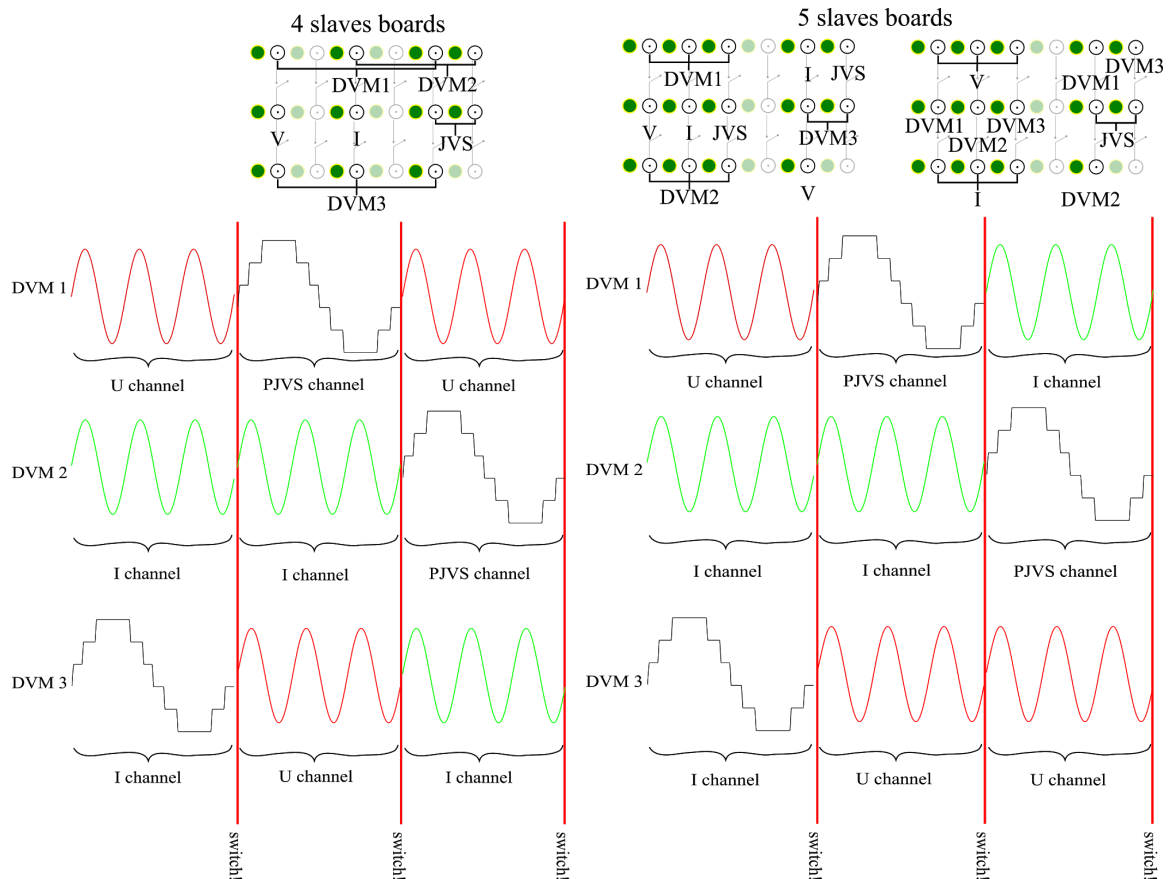 4 slaves boards
DVM1 DVM2
V I JVS
DVM3
5 slaves boards
DVM1 I JVS
V I JVS DVM3
DVM2 V
V DVM1 DVM3
DVM1 DVM3 JVS
DVM2
I DVM2
DVM 1
U channel PJVS channel U channel
DVM 2
I channel I channel PJVS channel
DVM 3
I channel U channel I channel
switch! switch! switch!
DVM 1
U channel PJVS channel I channel
DVM 2
I channel I channel PJVS channel
DVM 3
I channel U channel U channel
switch! switch! switch!